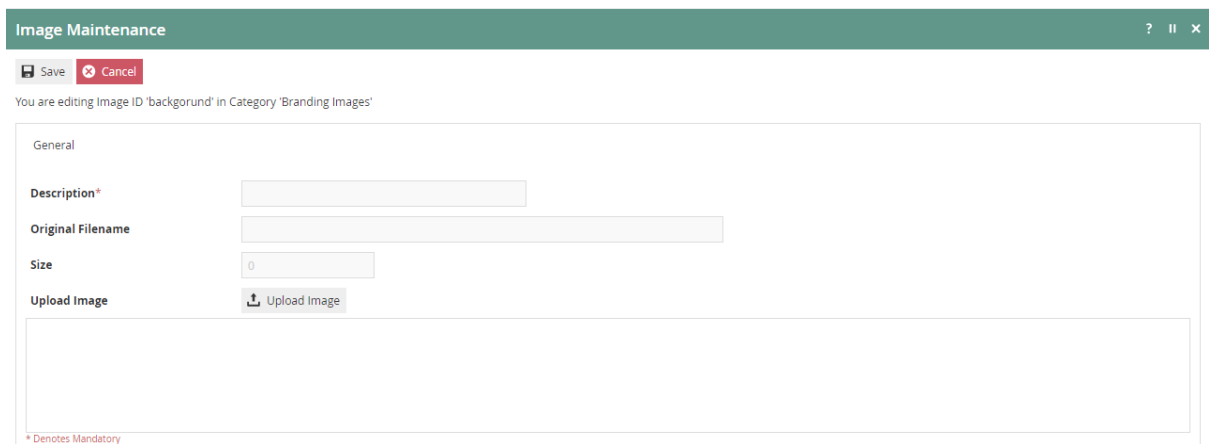 Image Maintenance ? II ×
Save Cancel
You are editing Image ID 'backgorund' in Category 'Branding Images'
General
Description*
Original Filename
Size 0
Upload Image Upload Image
* Denotes Mandatory